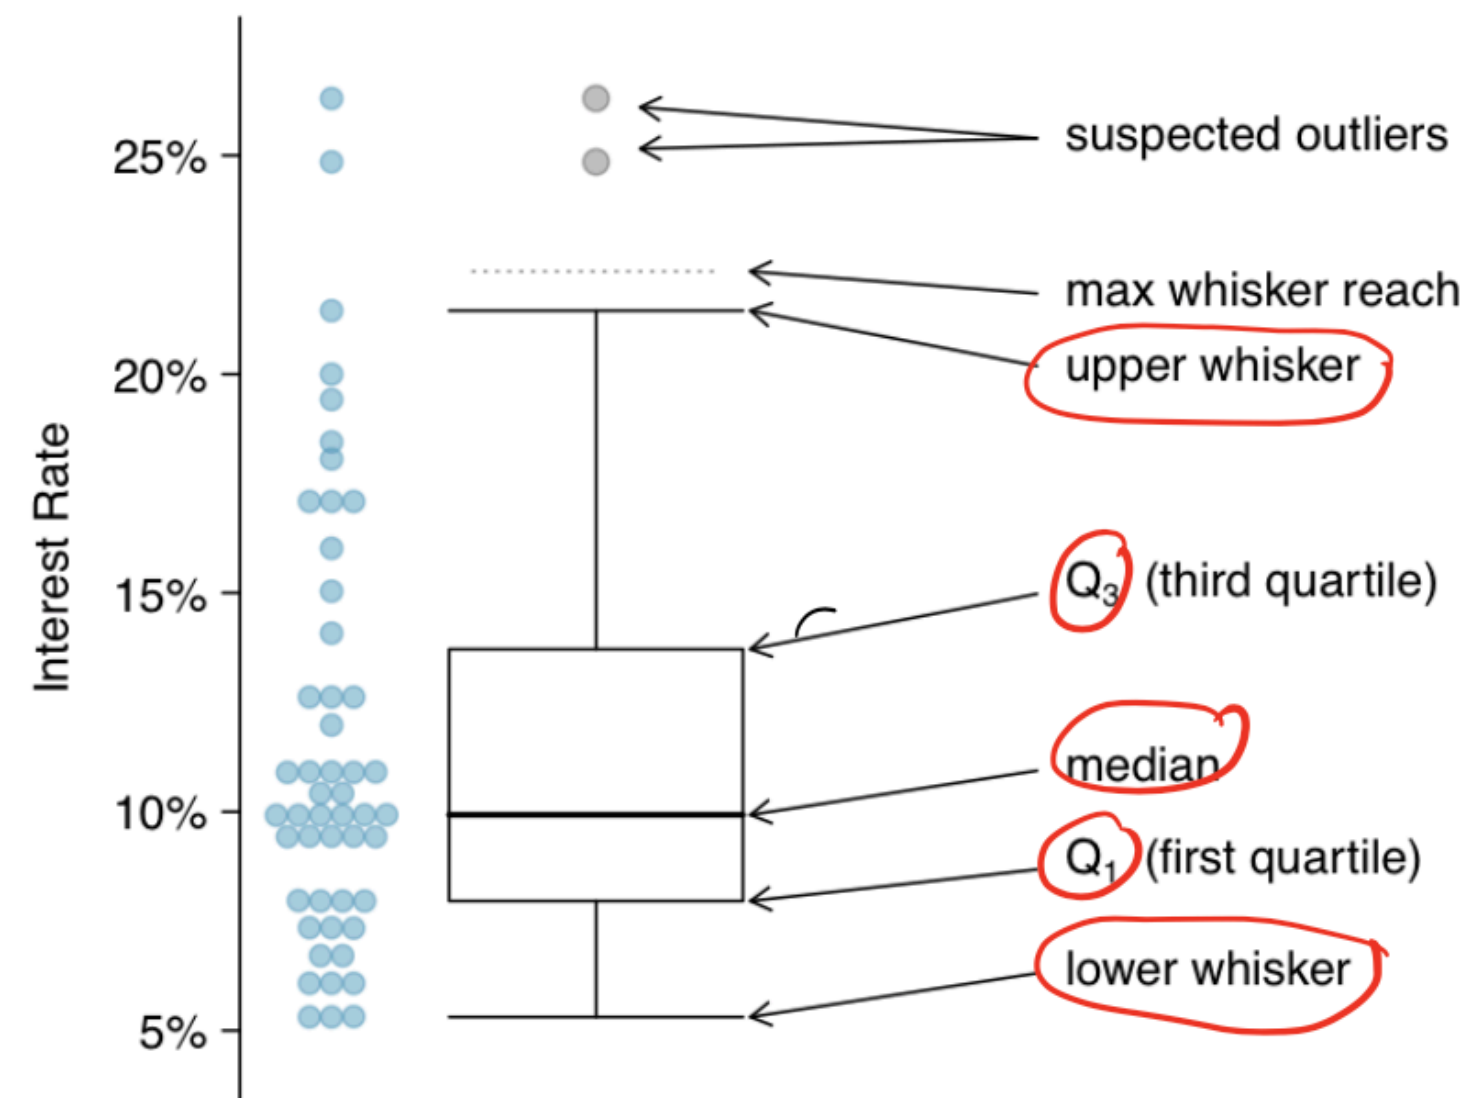 25%
20%
15%
10%
5%
Interest Rate
suspected outliers
max whisker reach
upper whisker
Q3 (third quartile)
median
Q1 (first quartile)
lower whisker